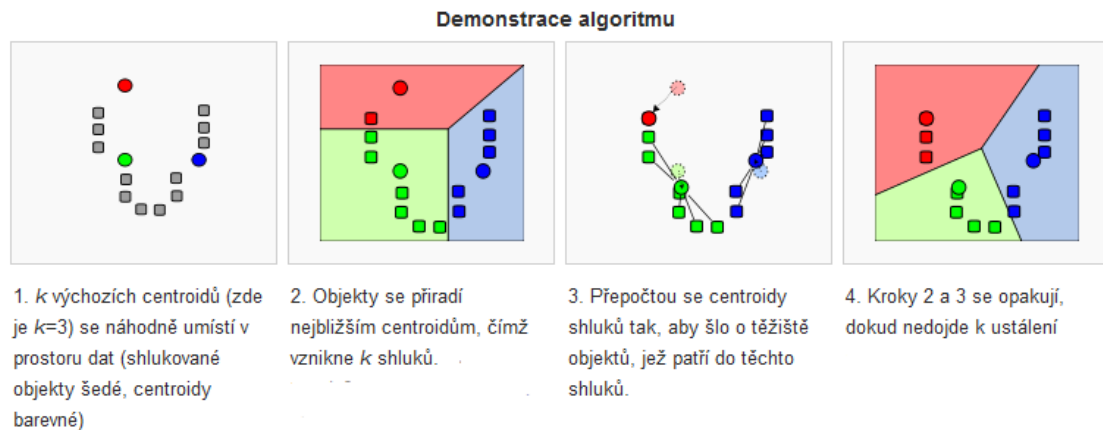 Demonstrace algoritmu
1. k výchozích centroidů (zde
je k=3) se náhodně umístí v
prostoru dat (shlukované
objekty šedé, centroidy
barevné)
2. Objekty se přiradí
nejbližším centroidům, čímž
vznikne k shluků.
3. Přepočtou se centroidy
shluků tak, aby šlo o těžiště
objektů, jež patří do těchto
shluků.
4. Kroky 2 a 3 se opakují,
dokud nedojde k ustálení